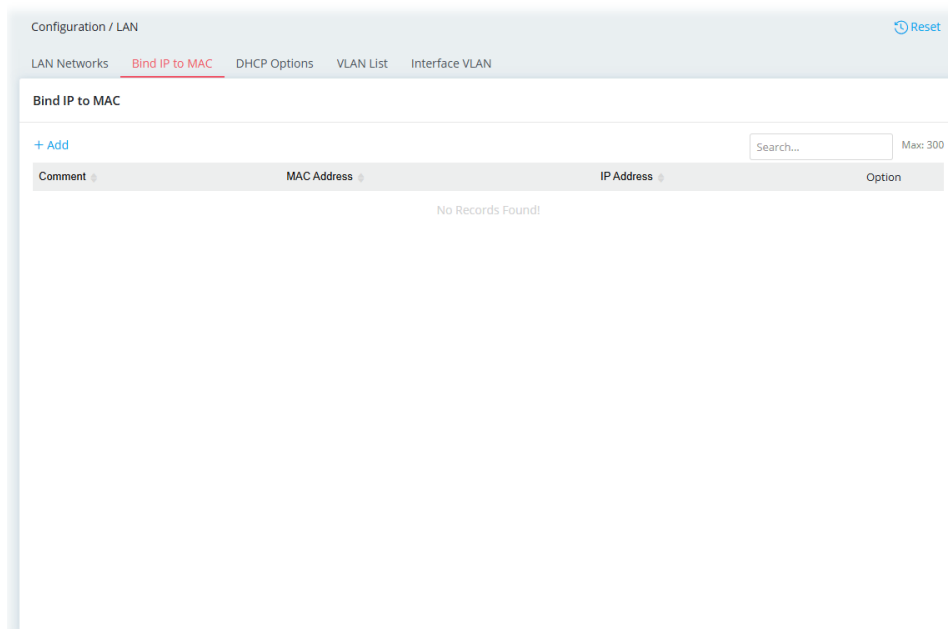 Configuration / LAN Reset
LAN Networks Bind IP to MAC DHCP Options VLAN List Interface VLAN
Bind IP to MAC
+ Add Search... Max: 300
Comment MAC Address IP Address Option
No Records Found!